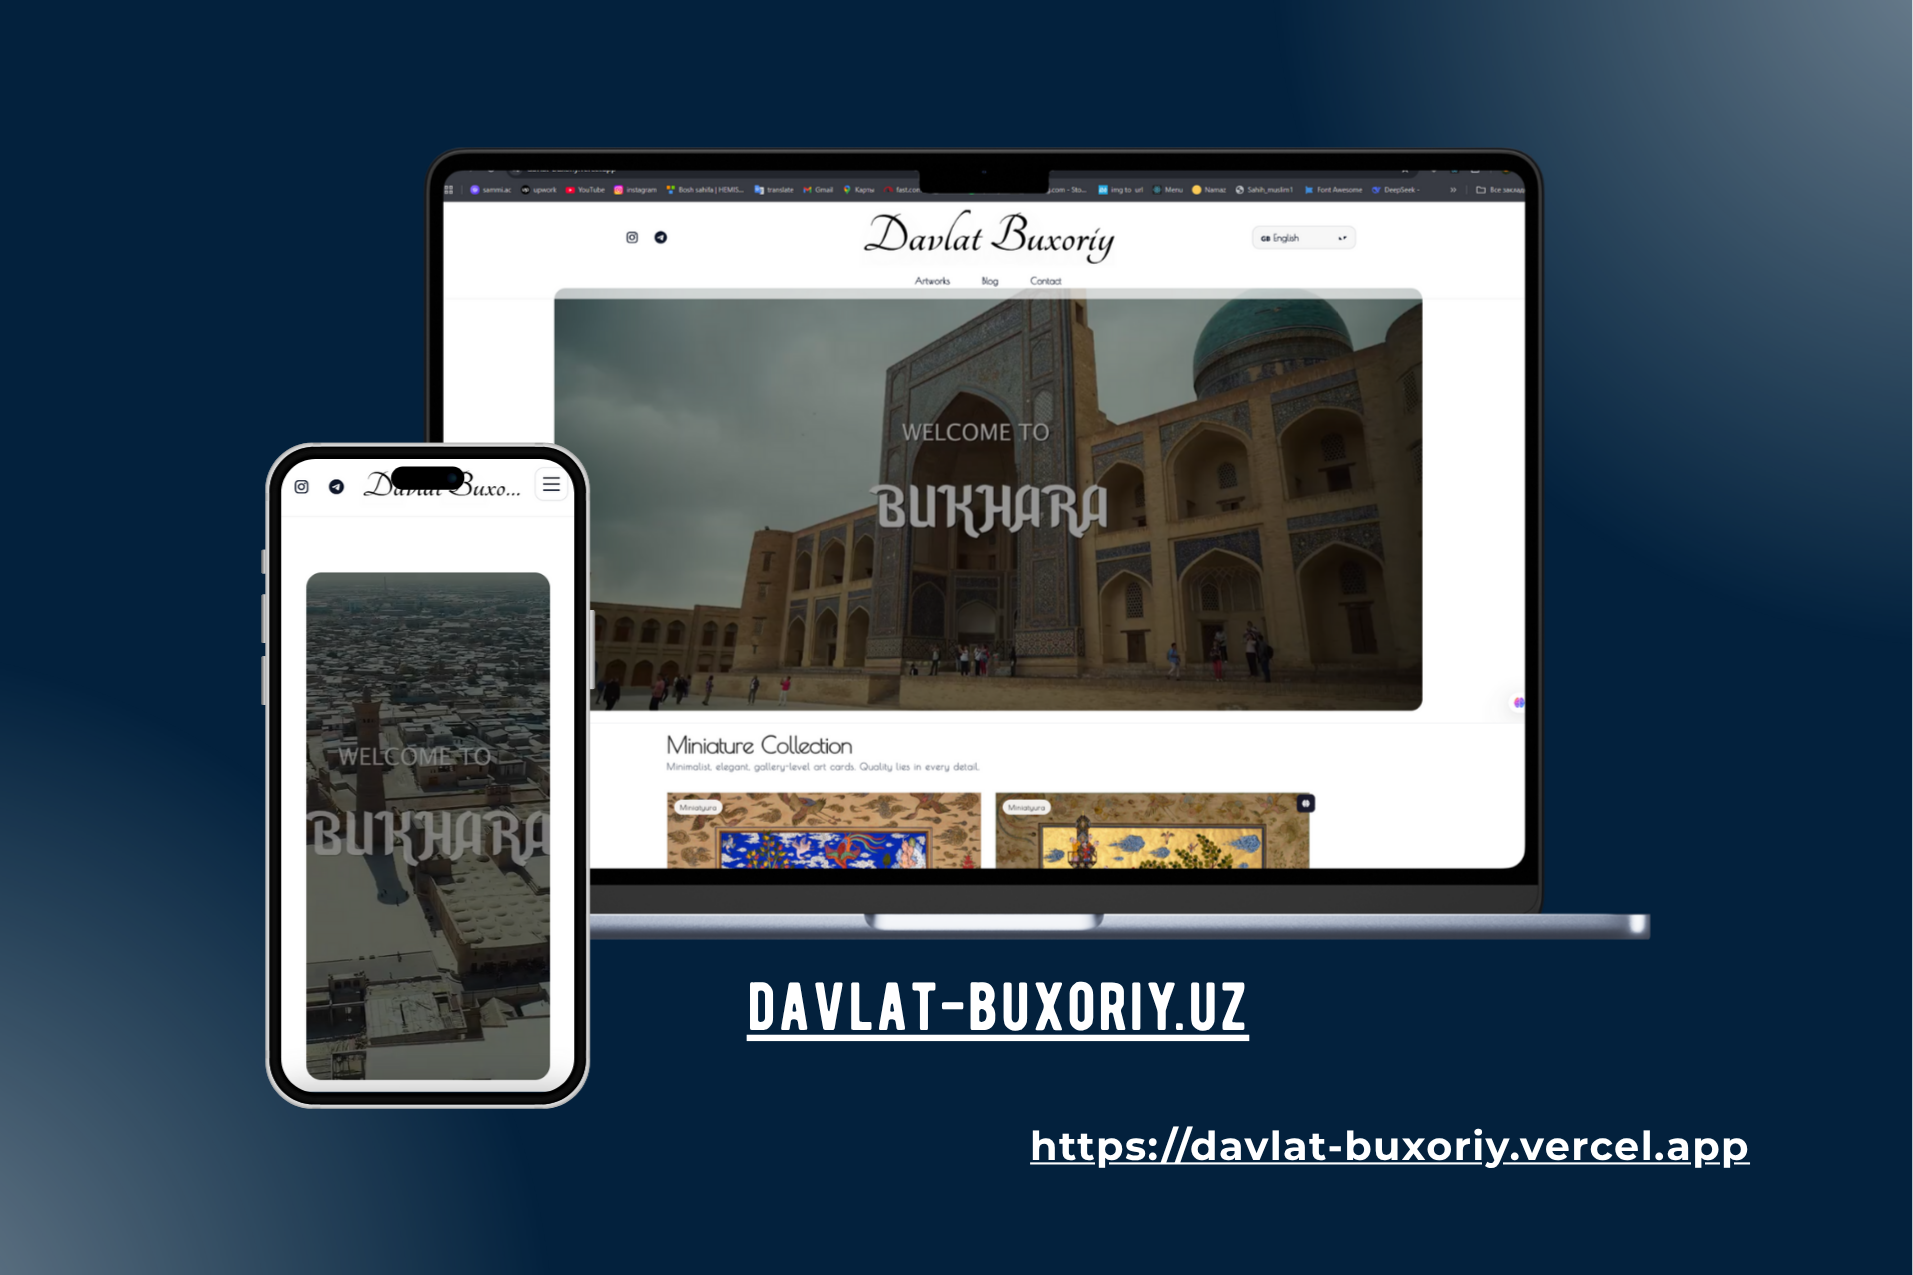 sammi.ac upwork YouTube instagram Bosh sahifa | HEMIS... translate Gmail Карты fast.com .com - Sto... img to url Menu Namaz Sahih_muslim1 Font Awesome DeepSeek -
Davlat Buxoriy
GB English
Artworks Blog Contact
WELCOME TO
BUKHARA
Miniature Collection
Minimalist, elegant, gallery-level art cards. Quality lies in every detail.
Miniatyura Miniatyura
Davlat Buxo...
WELCOME TO
BUKHARA
DAVLAT-BUXORIY.UZ
https://davlat-buxoriy.vercel.app